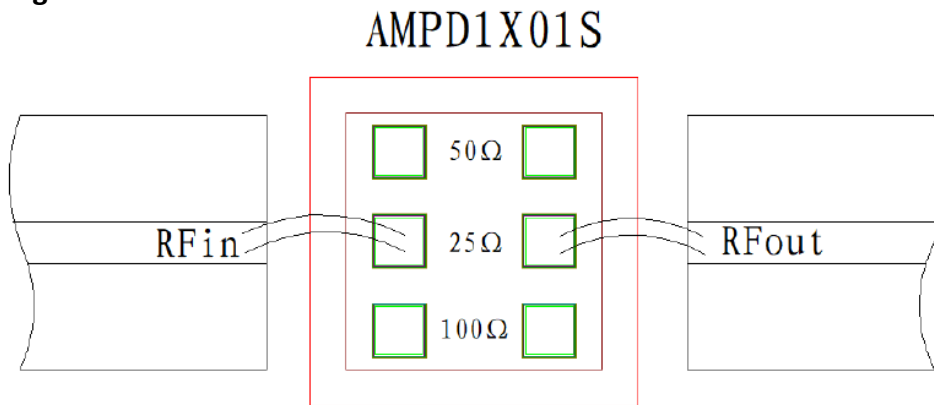 AMPD1X01S
50Ω
RFin
25Ω
RFout
100Ω